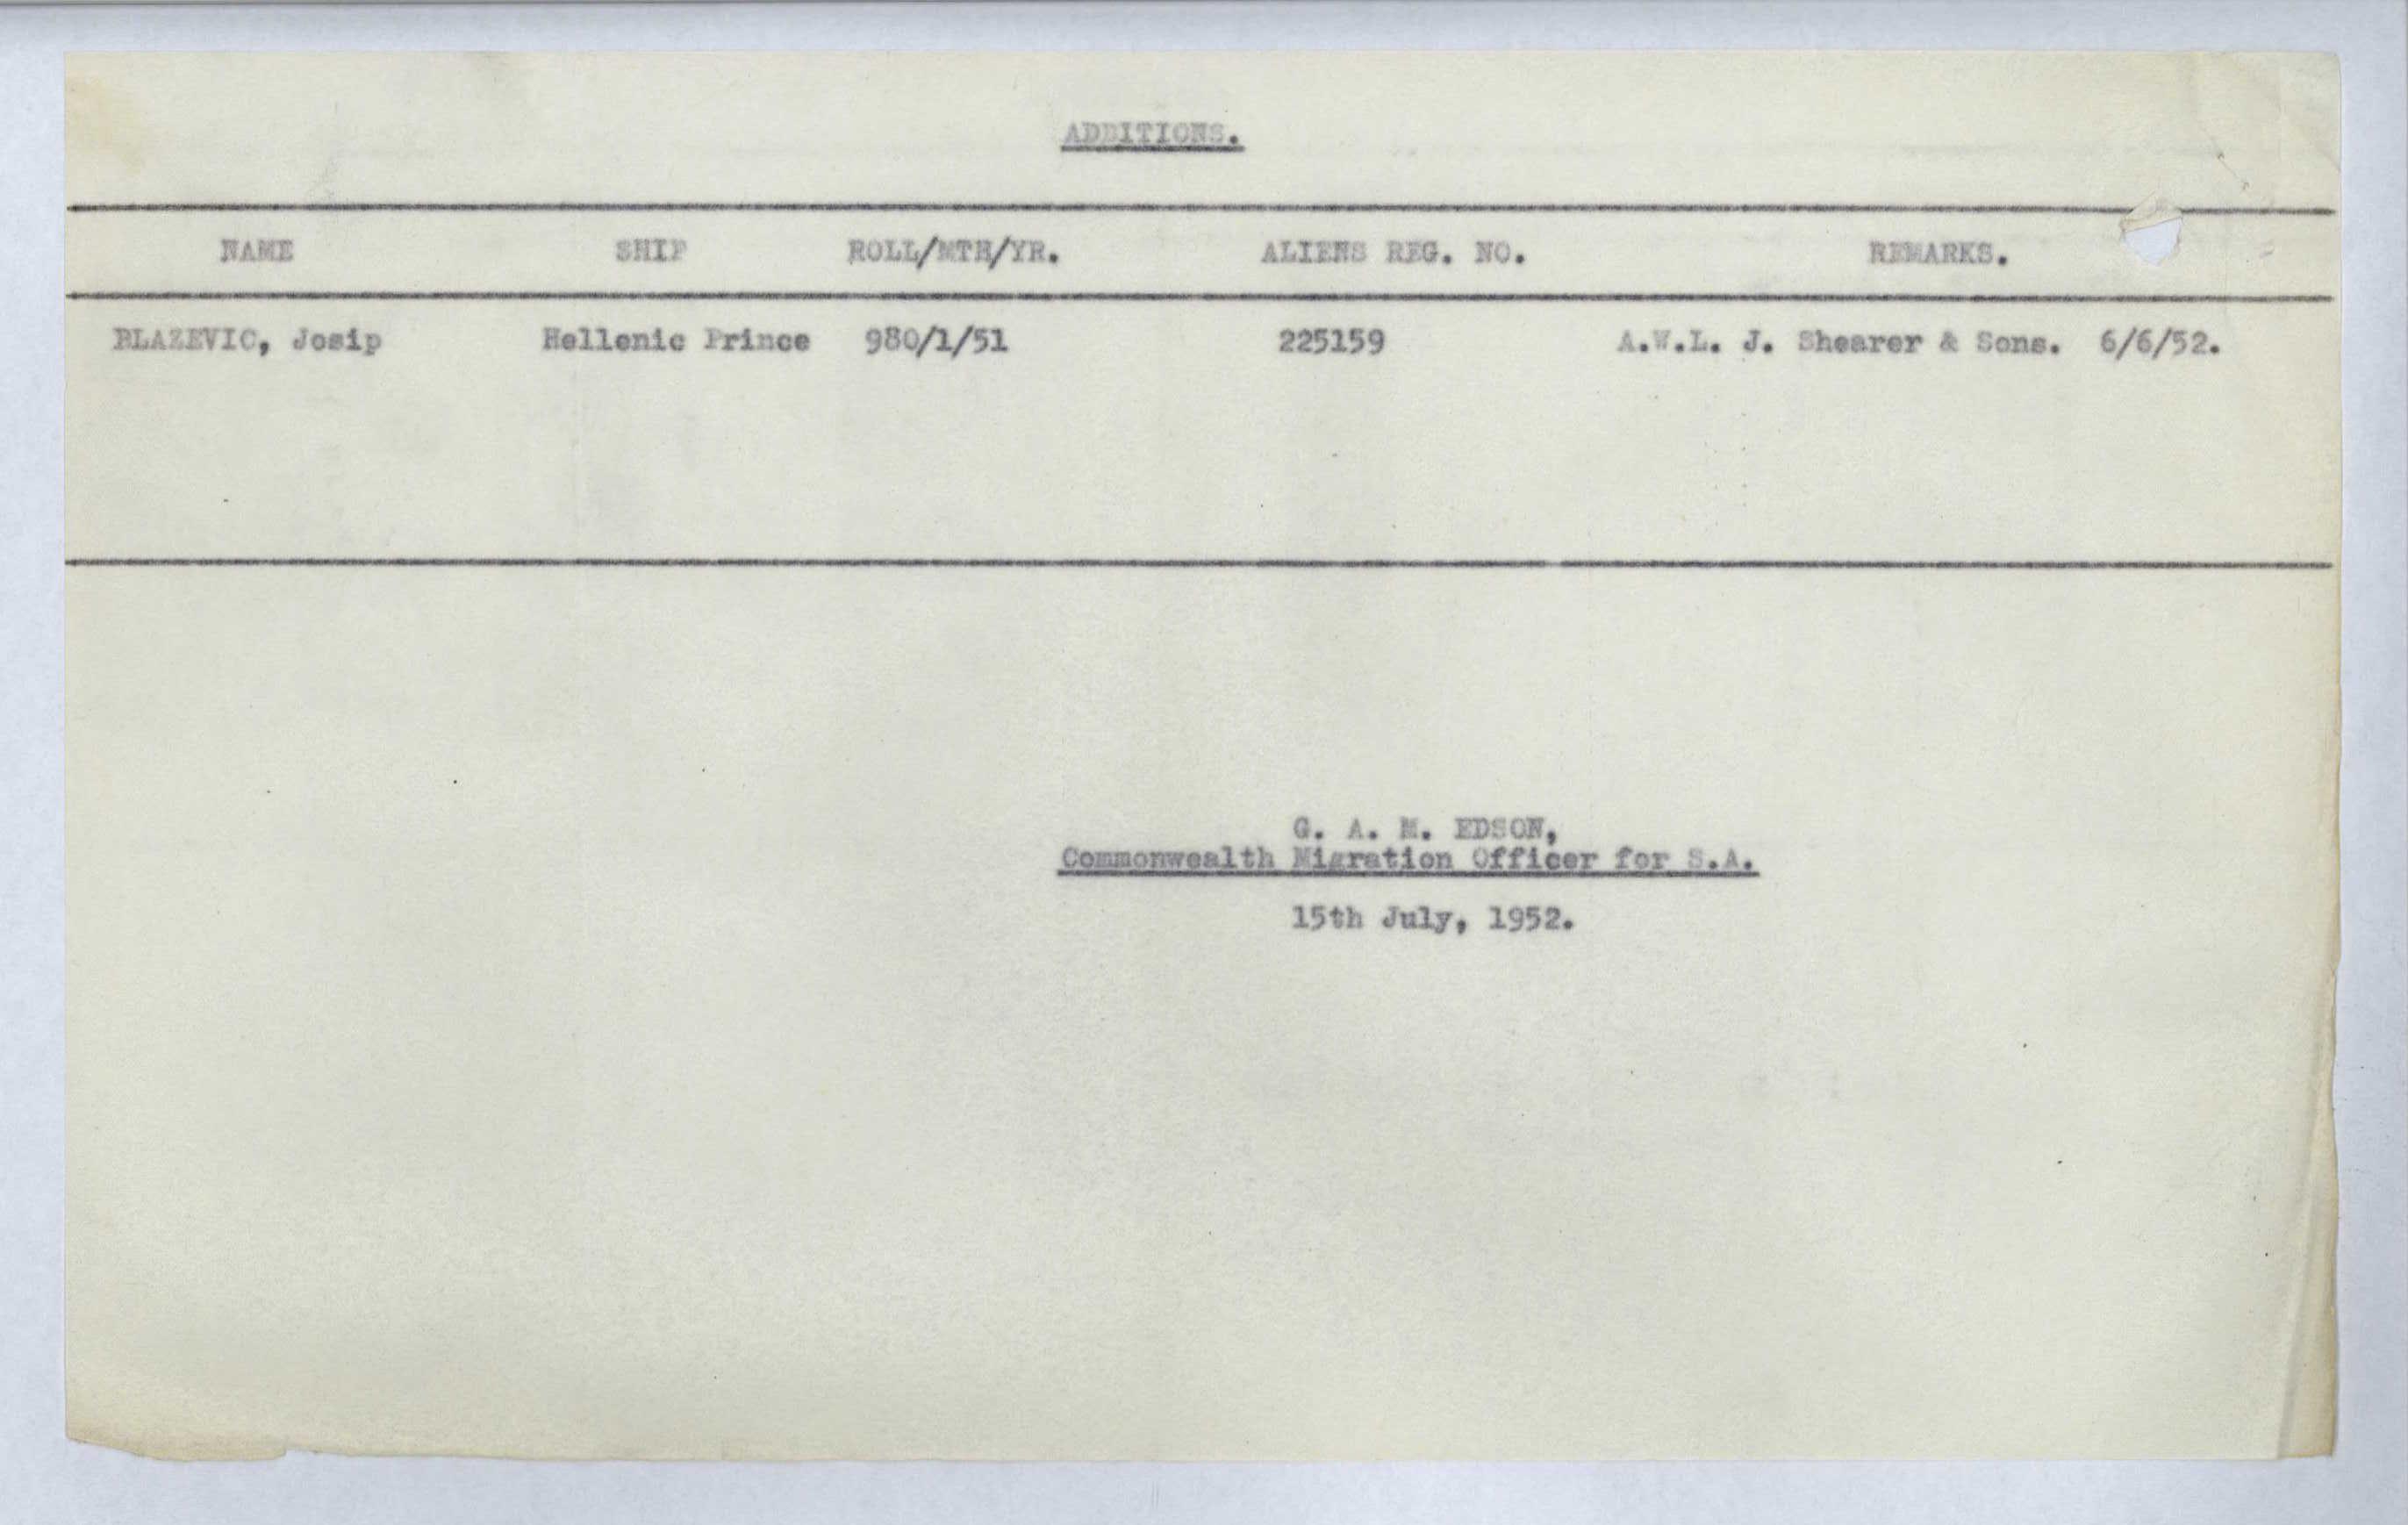 ADDITIONS.
NAME SHIP ROLL/MTH/YR. ALIENS REG. NO. REMARKS.
BLAZEVIC, Josip Hellenic Prince 980/1/51 225159 A.W.L. J. Shearer & Sons. 6/6/52.
G. A. M. EDSON,
Commonwealth Migration Officer for S.A.
15th July, 1952.